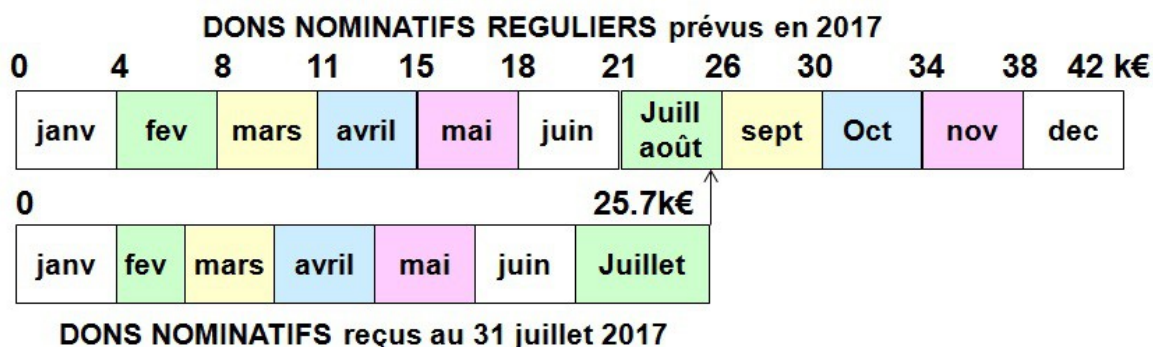 DONS NOMINATIFS REGULIERS prévus en 2017
0 4 8 11 15 18 21 26 30 34 38 42 k€
janv fev mars avril mai juin Juill août sept Oct nov dec
0 25.7k€
janv fev mars avril mai juin Juillet
DONS NOMINATIFS reçus au 31 juillet 2017